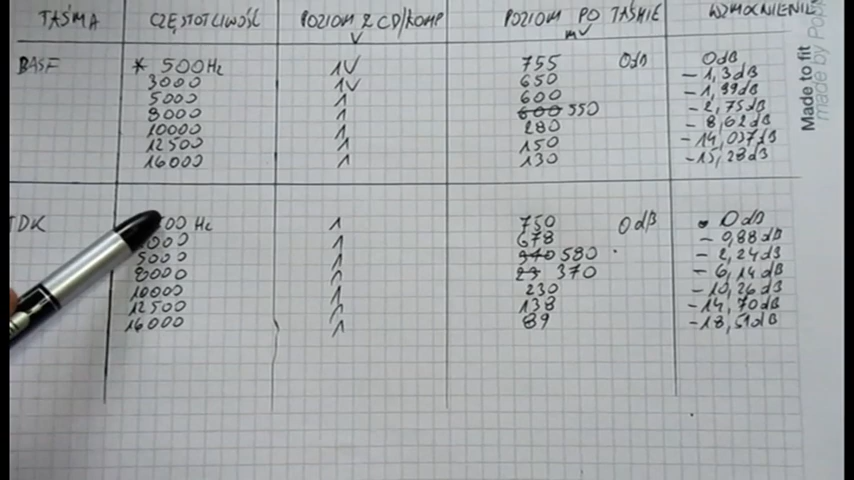 TAŚMA CZĘSTOTLIWOŚĆ POZIOM Z CD/KOMP POZIOM PO TAŚMIE WZMOCNIENIE
V mV
BASF * 500Hz 1V 755 0dB 0dB
3000 1V 650 -1,3dB
5000 1 600 -1,99dB
8000 1 600 550 -2,75dB
10000 1 280 -8,62dB
12500 1 150 -14,037dB
16000 1 130 -15,28dB
TDK 500 Hz 1 750 0dB 0dB
000 1 678 -0,88dB
5000 1 580 -2,24dB
8000 1 23 370 -6,14dB
10000 1 230 -10,26dB
12500 1 138 -14,70dB
16000 1 89 -18,51dB
Made to fit
made by